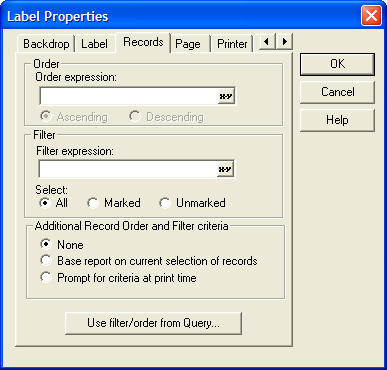 Label Properties
Backdrop Label Records Page Printer
OK
Cancel
Help
Order
Order expression:
x-y
Ascending Descending
Filter
Filter expression:
x-y
Select:
All Marked Unmarked
Additional Record Order and Filter criteria
None
Base report on current selection of records
Prompt for criteria at print time
Use filter/order from Query...